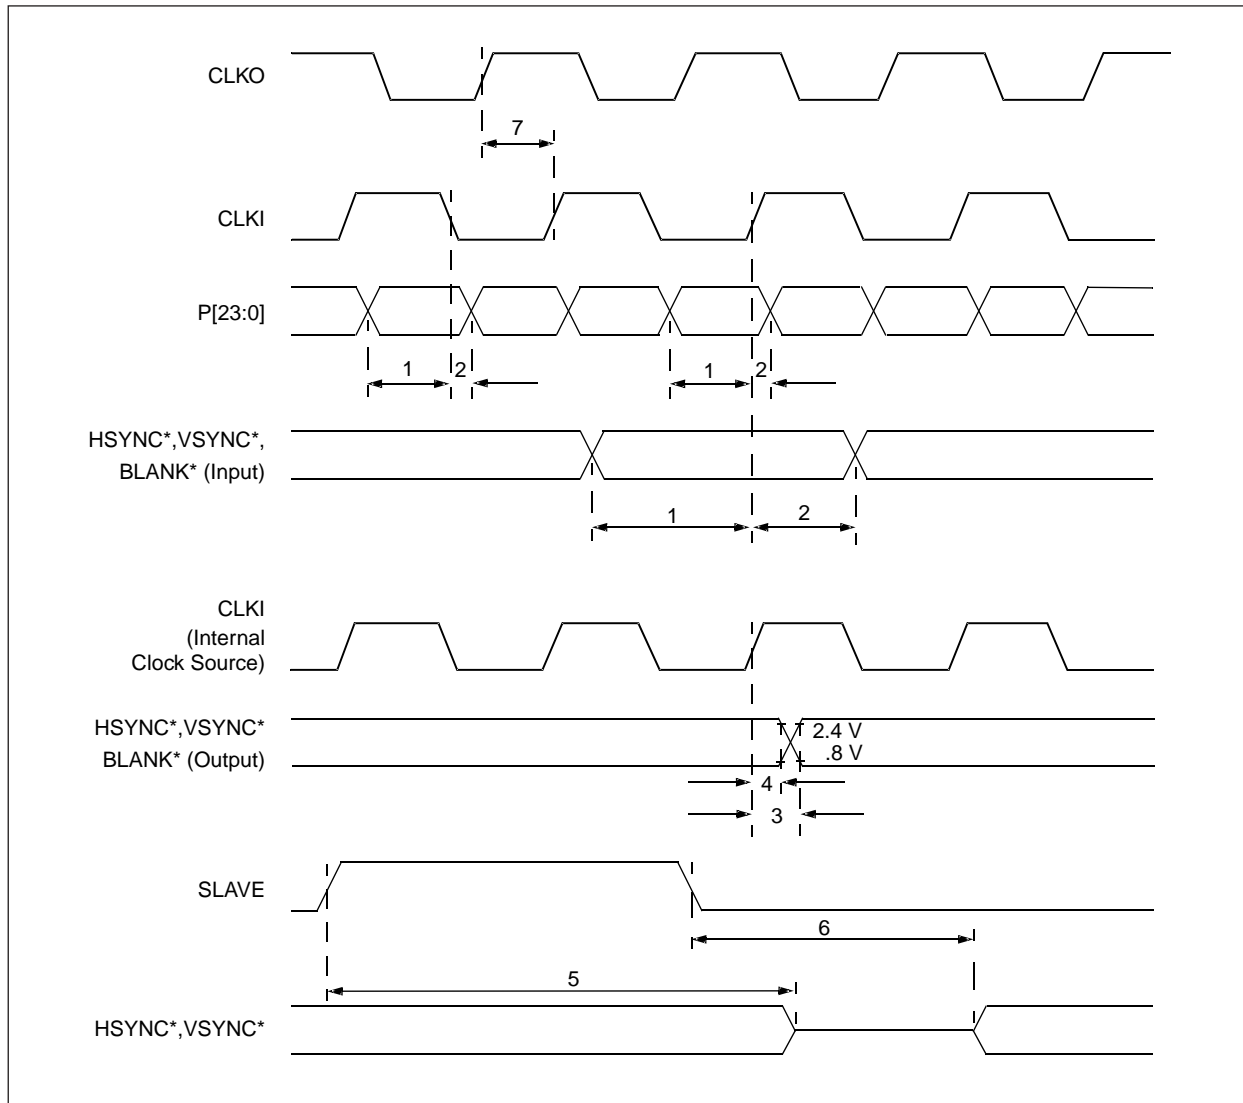 CLKO
7
CLKI
P[23:0]
1
2
1
2
HSYNC*,VSYNC*,
BLANK* (Input)
1
2
CLKI
(Internal
Clock Source)
HSYNC*,VSYNC*
BLANK* (Output)
2.4 V
.8 V
4
3
SLAVE
6
5
HSYNC*,VSYNC*